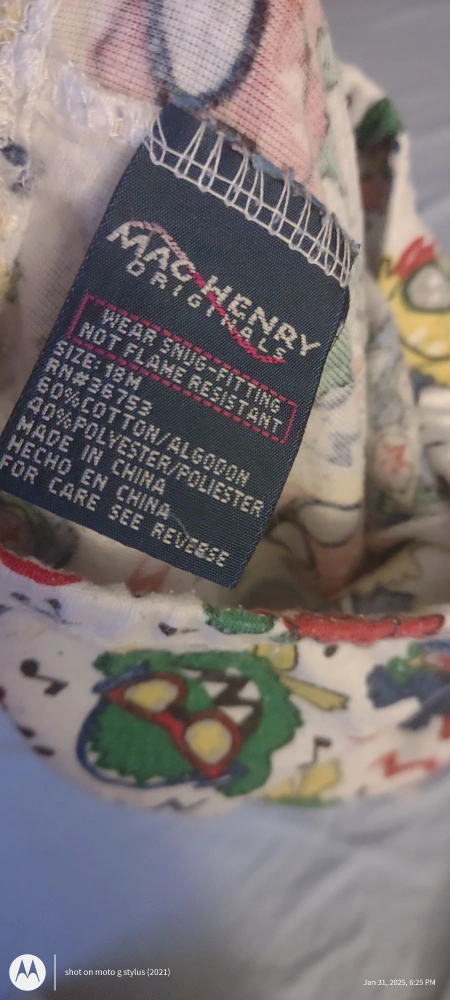 MAC HENRY
ORIGINALS
WEAR SNUG-FITTING
NOT FLAME RESISTANT
SIZE: 18M
RN#36753
60%COTTON/ALGODON
40%POLYESTER/POLIESTER
MADE IN CHINA
HECHO EN CHINA
FOR CARE SEE REVERSE
shot on moto g stylus (2021)
Jan 31, 2025, 6:25 PM